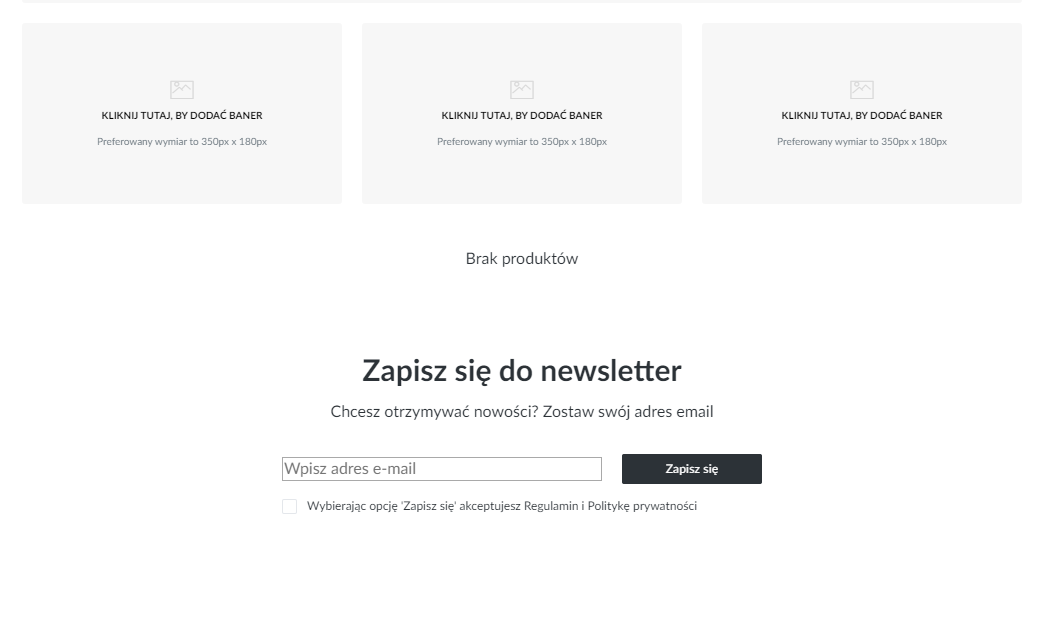 KLIKNIJ TUTAJ, BY DODAĆ BANER
Preferowany wymiar to 350px x 180px
KLIKNIJ TUTAJ, BY DODAĆ BANER
Preferowany wymiar to 350px x 180px
KLIKNIJ TUTAJ, BY DODAĆ BANER
Preferowany wymiar to 350px x 180px
Brak produktów
Zapisz się do newsletter
Chcesz otrzymywać nowości? Zostaw swój adres email
Wpisz adres e-mail
Zapisz się
Wybierając opcję 'Zapisz się' akceptujesz Regulamin i Politykę prywatności